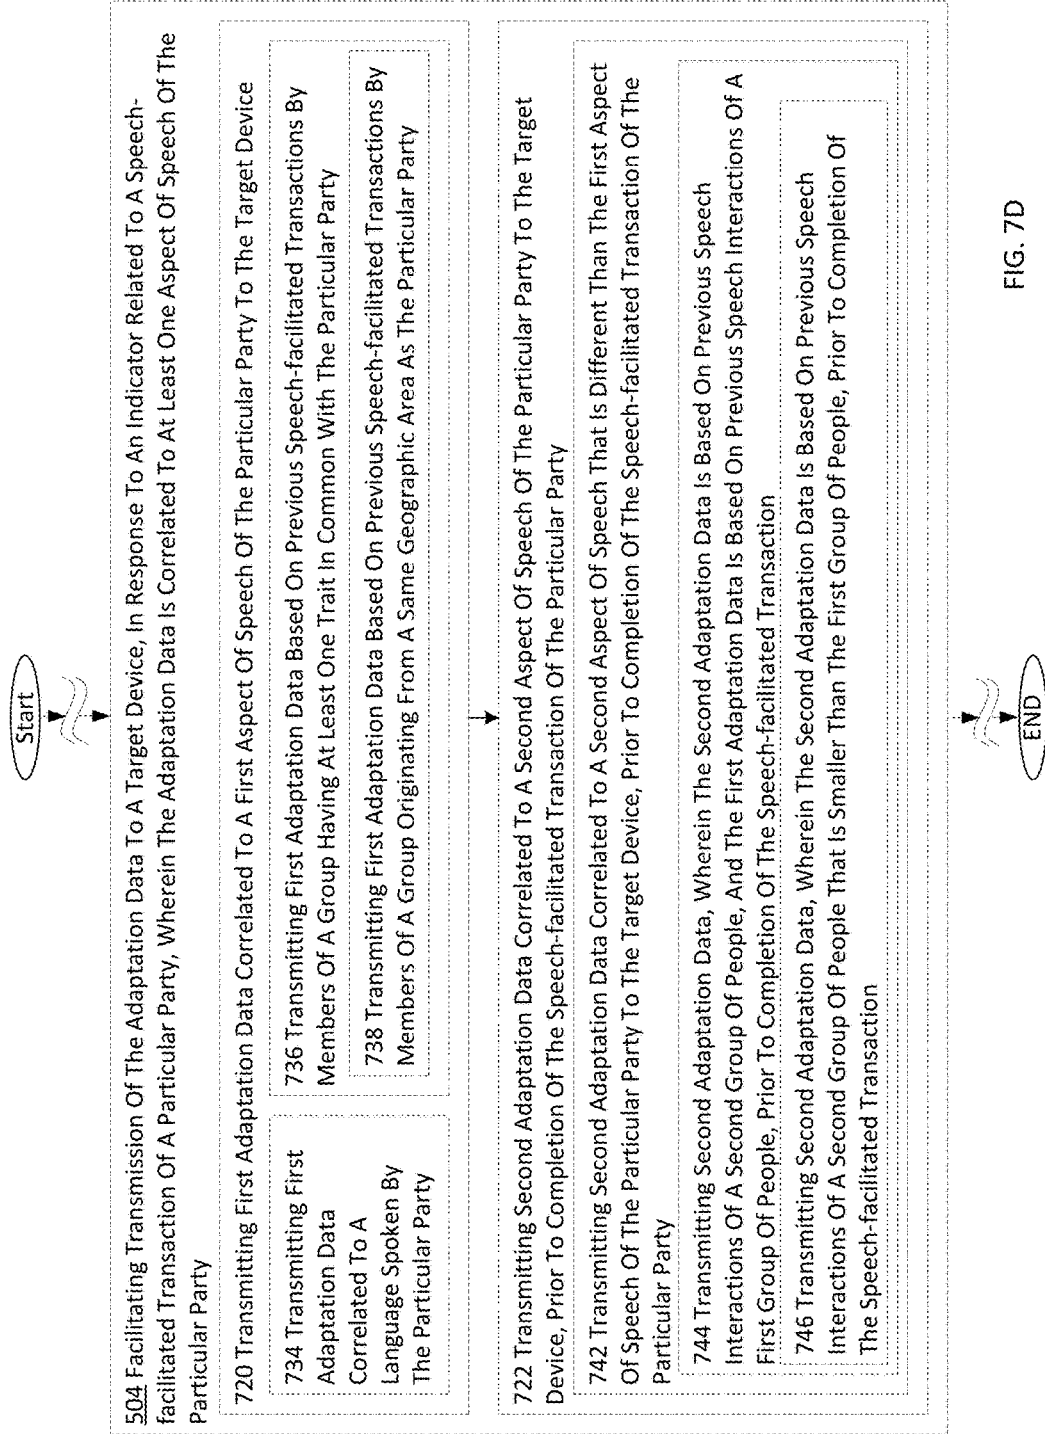 Start
504 Facilitating Transmission Of The Adaptation Data To A Target Device, In Response To An Indicator Related To A Speech-
facilitated Transaction Of A Particular Party, Wherein The Adaptation Data Is Correlated To At Least One Aspect Of Speech Of The
Particular Party
720 Transmitting First Adaptation Data Correlated To A First Aspect Of Speech Of The Particular Party To The Target Device
734 Transmitting First
Adaptation Data
Correlated To A
Language Spoken By
The Particular Party
736 Transmitting First Adaptation Data Based On Previous Speech-facilitated Transactions By
Members Of A Group Having At Least One Trait In Common With The Particular Party
738 Transmitting First Adaptation Data Based On Previous Speech-facilitated Transactions By
Members Of A Group Originating From A Same Geographic Area As The Particular Party
722 Transmitting Second Adaptation Data Correlated To A Second Aspect Of Speech Of The Particular Party To The Target
Device, Prior To Completion Of The Speech-facilitated Transaction Of The Particular Party
742 Transmitting Second Adaptation Data Correlated To A Second Aspect Of Speech That Is Different Than The First Aspect
Of Speech Of The Particular Party To The Target Device, Prior To Completion Of The Speech-facilitated Transaction Of The
Particular Party
744 Transmitting Second Adaptation Data, Wherein The Second Adaptation Data Is Based On Previous Speech
Interactions Of A Second Group Of People, And The First Adaptation Data Is Based On Previous Speech Interactions Of A
First Group Of People, Prior To Completion Of The Speech-facilitated Transaction
746 Transmitting Second Adaptation Data, Wherein The Second Adaptation Data Is Based On Previous Speech
Interactions Of A Second Group Of People That Is Smaller Than The First Group Of People, Prior To Completion Of
The Speech-facilitated Transaction
END
FIG. 7D